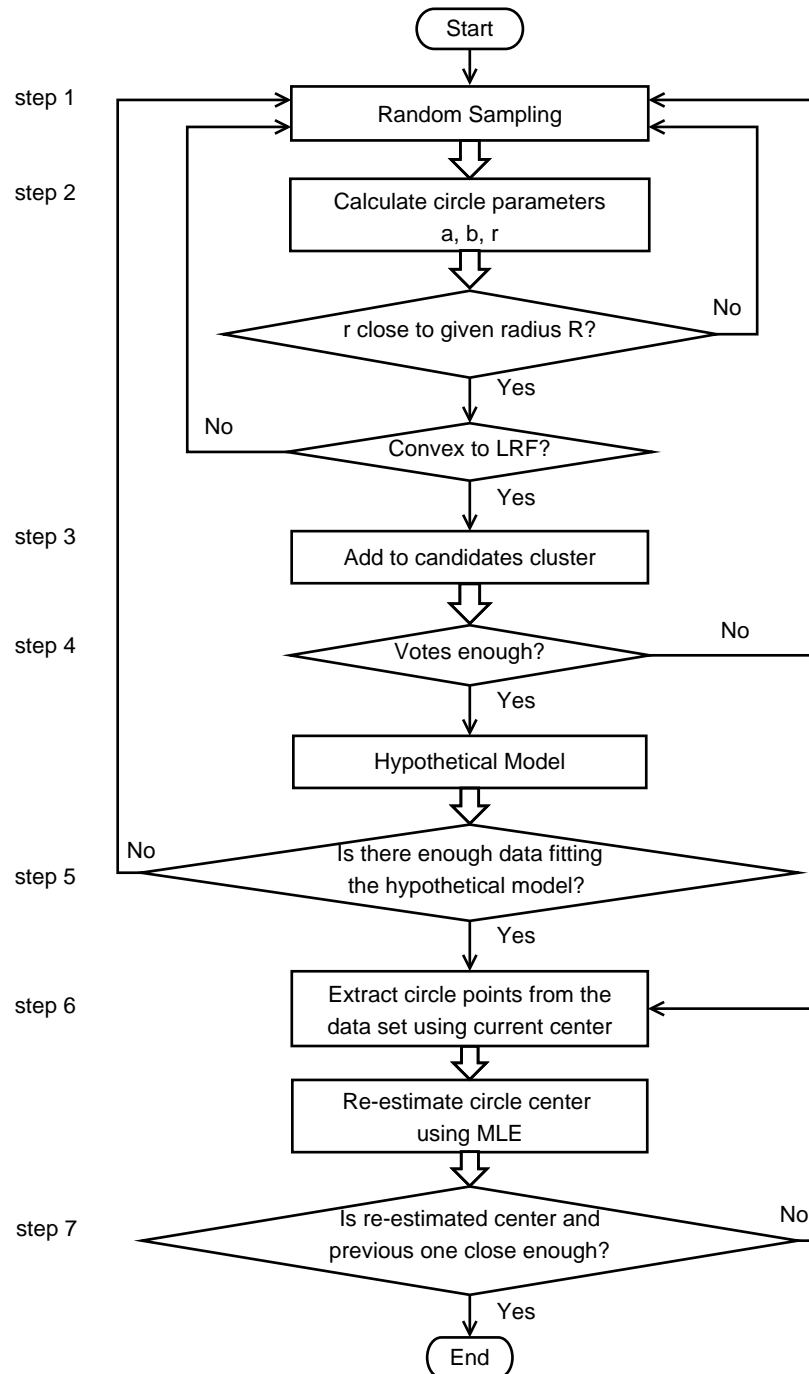 Start
step 1
Random Sampling
step 2
Calculate circle parameters
a, b, r
No
r close to given radius R?
Yes
No
Convex to LRF?
Yes
step 3
Add to candidates cluster
step 4
No
Votes enough?
Yes
Hypothetical Model
No
Is there enough data fitting
step 5
the hypothetical model?
Yes
step 6
Extract circle points from the
data set using current center
Re-estimate circle center
using MLE
step 7
Is re-estimated center and
previous one close enough?
No
Yes
End